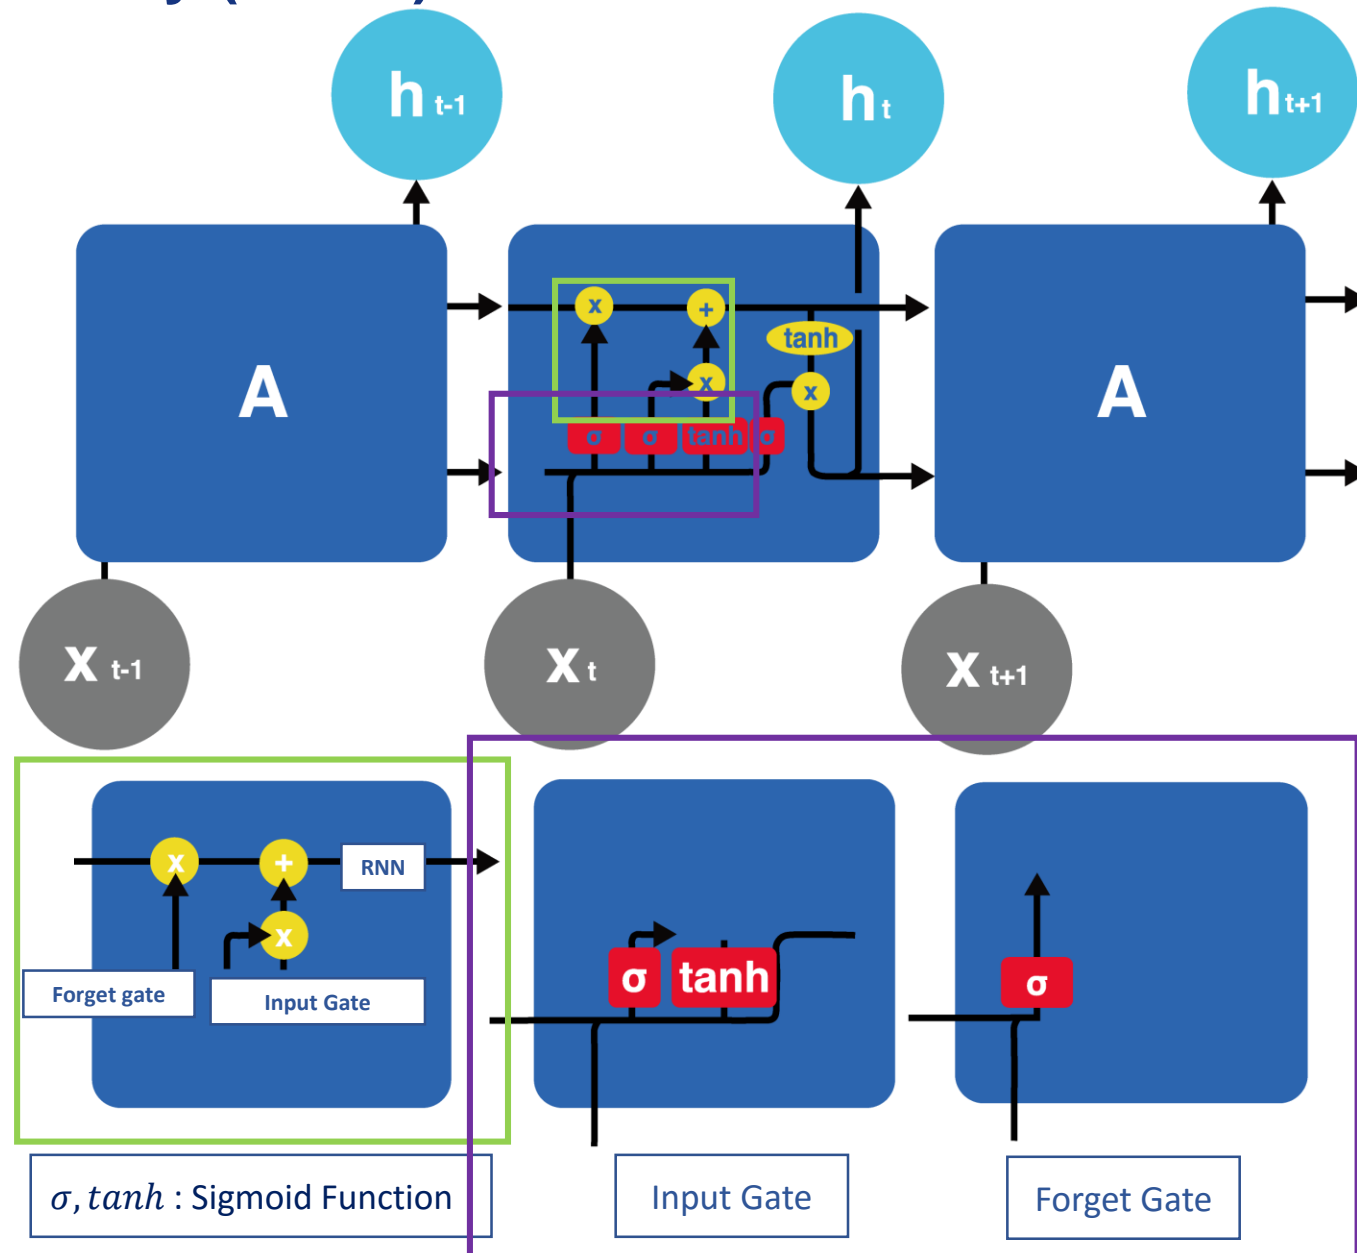 h t-1
h t
h t+1
x
+
tanh
A
x
x
A
σ
σ
tanh
σ
X t-1
X t
X t+1
x
+
RNN
x
σ
tanh
σ
Forget gate
Input Gate
σ, tanh : Sigmoid Function
Input Gate
Forget Gate